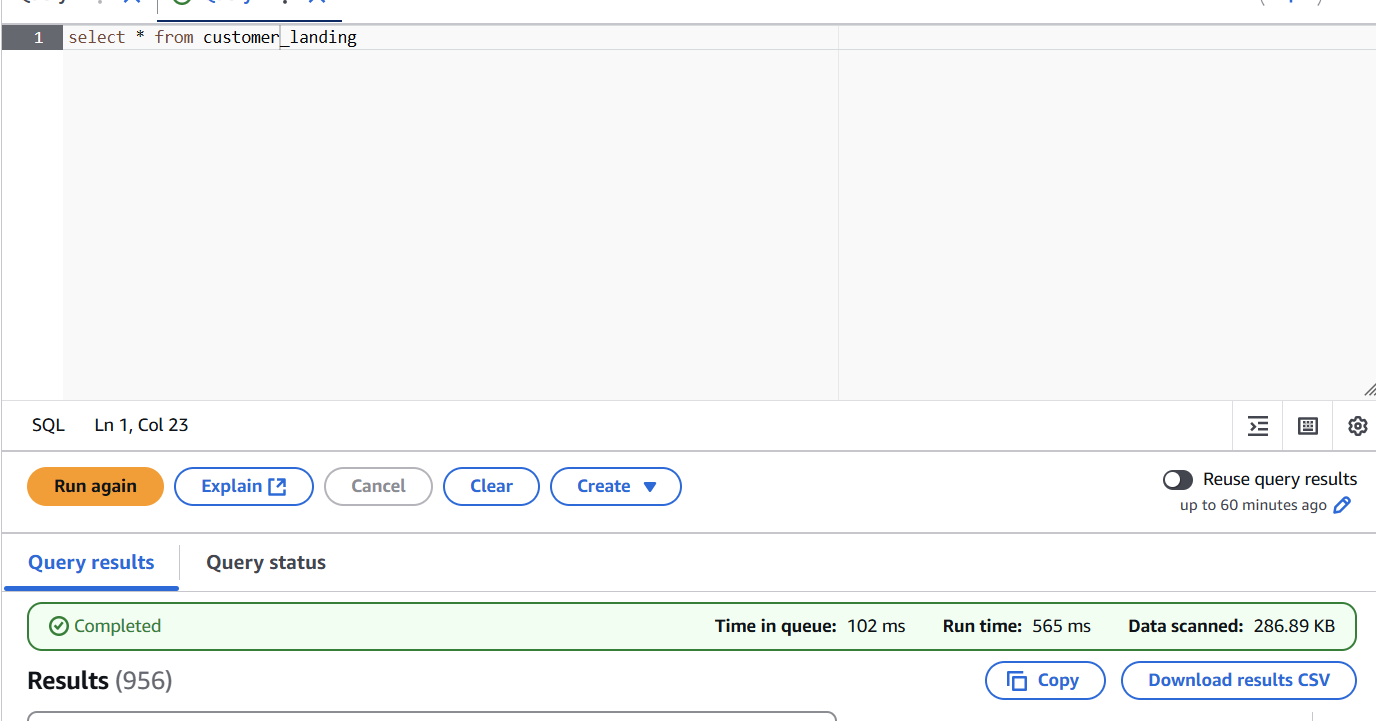 1 select * from customer_landing
SQL Ln 1, Col 23
Run again Explain Cancel Clear Create Reuse query results
up to 60 minutes ago
Query results Query status
Completed Time in queue: 102 ms Run time: 565 ms Data scanned: 286.89 KB
Results (956) Copy Download results CSV